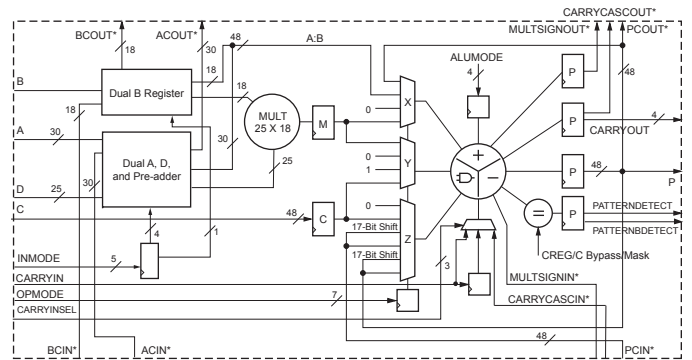 CARRYCASCOUT*
BCOUT* ACOUT* MULTSIGNOUT* PCOUT*
18 30 48 A:B
ALUMODE
4 48
B 18 X P
Dual B Register 18 0
18 MULT 25 X 18 M P 4
CARRYOUT
A 30
Dual A, D, and Pre-adder 30 0 Y 1 + − P 48 P
D 25 30 25
C 48 C 0 = P PATTERNDETECT
PATTERNBDETECT
17-Bit Shift Z
4 1 17-Bit Shift CREG/C Bypass/Mask
INMODE 5 3 MULTSIGNIN*
CARRYIN
OPMODE 7 CARRYCASCIN*
CARRYINSEL
48
BCIN* ACIN* PCIN*